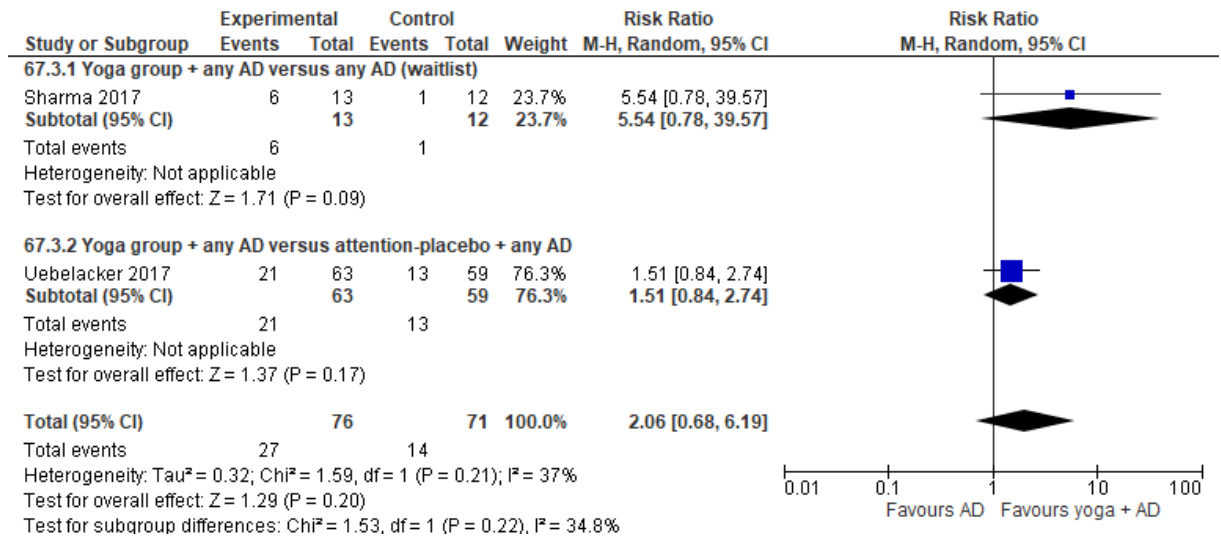 Experimental Control Risk Ratio Risk Ratio
Study or Subgroup Events Total Events Total Weight M-H, Random, 95% CI M-H, Random, 95% CI
67.3.1 Yoga group + any AD versus any AD (waitlist)
Sharma 2017 6 13 1 12 23.7% 5.54 [0.78, 39.57]
Subtotal (95% CI) 13 12 23.7% 5.54 [0.78, 39.57]
Total events 6 1
Heterogeneity: Not applicable
Test for overall effect: Z = 1.71 (P = 0.09)
67.3.2 Yoga group + any AD versus attention-placebo + any AD
Uebelacker 2017 21 63 13 59 76.3% 1.51 [0.84, 2.74]
Subtotal (95% CI) 63 59 76.3% 1.51 [0.84, 2.74]
Total events 21 13
Heterogeneity: Not applicable
Test for overall effect: Z = 1.37 (P = 0.17)
Total (95% CI) 76 71 100.0% 2.06 [0.68, 6.19]
Total events 27 14
Heterogeneity: Tau² = 0.32; Chi² = 1.59, df = 1 (P = 0.21); I² = 37%
Test for overall effect: Z = 1.29 (P = 0.20)
Test for subgroup differences: Chi² = 1.53, df = 1 (P = 0.22), I² = 34.8%
0.01 0.1 1 10 100
Favours AD Favours yoga + AD